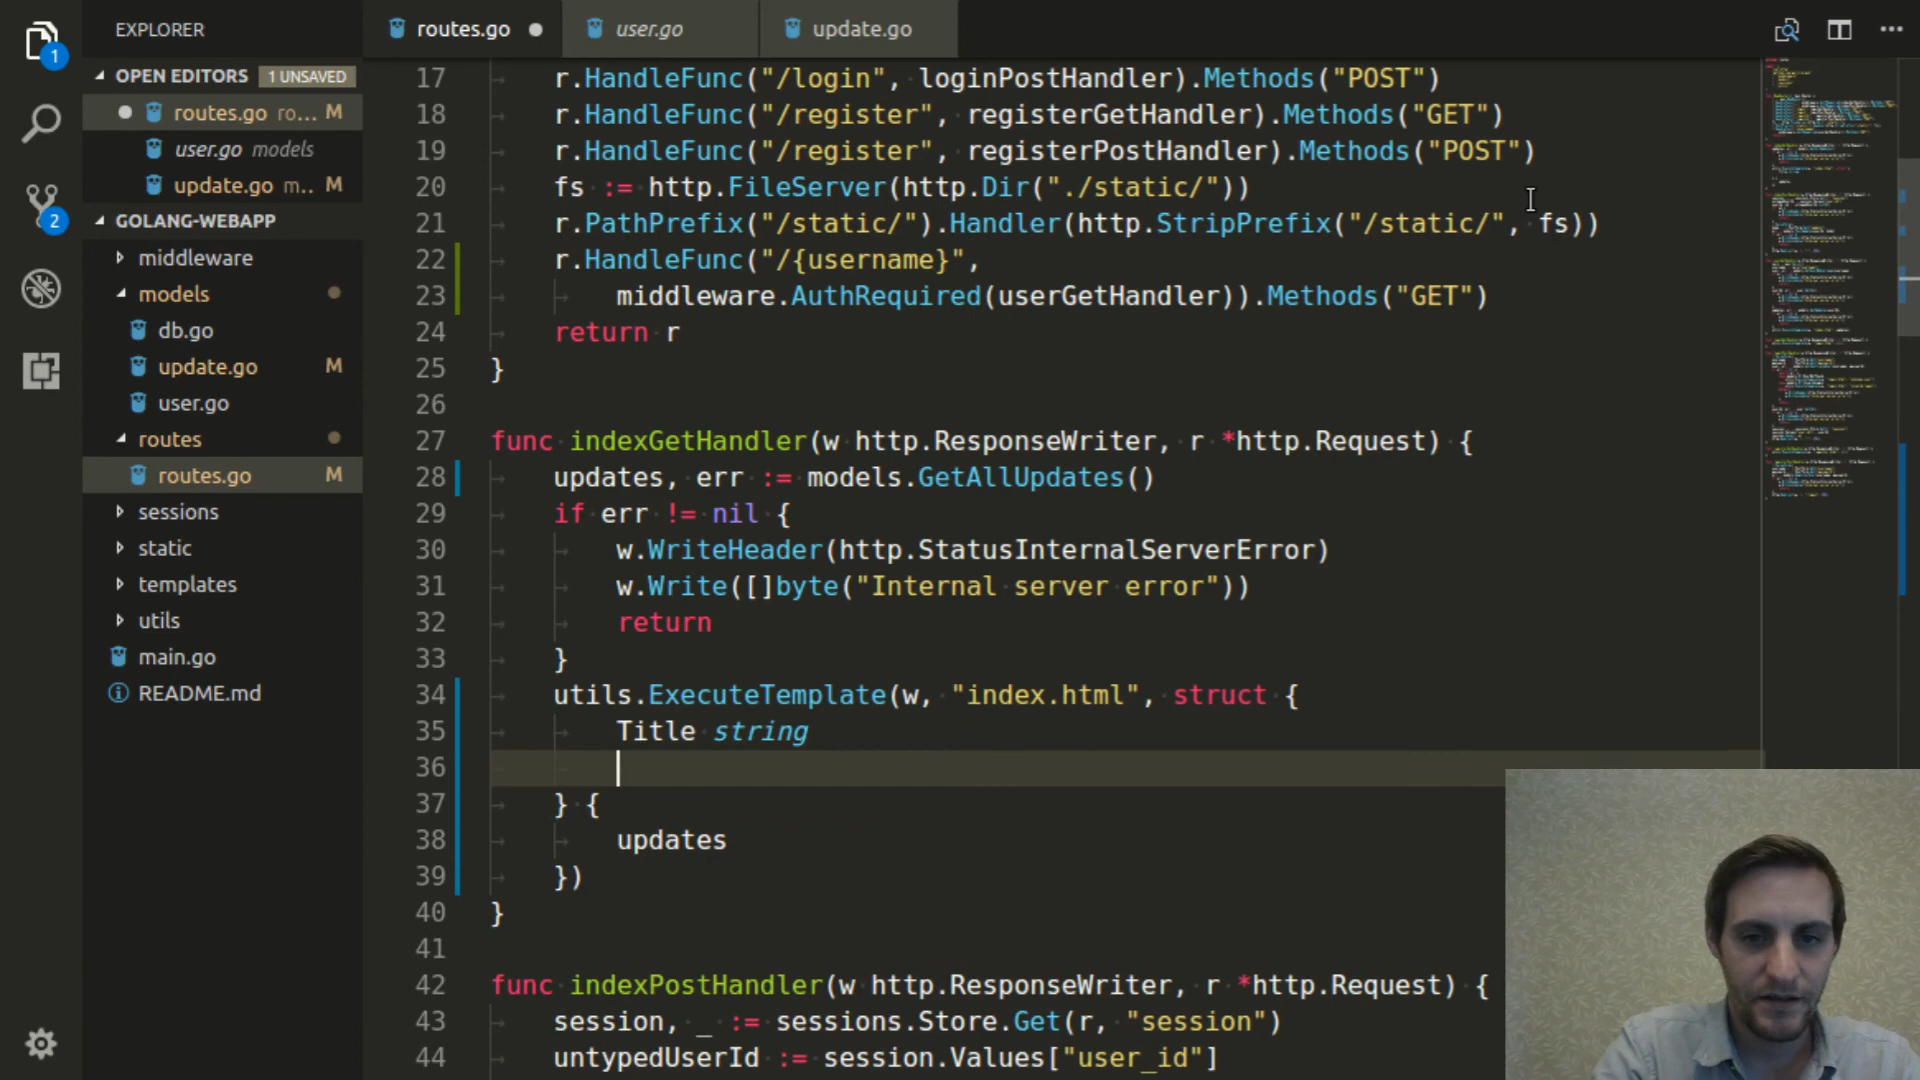 EXPLORER
routes.go
user.go
update.go
1
OPEN EDITORS 1 UNSAVED
routes.go ro... M
user.go models
update.go m.. M
2
GOLANG-WEBAPP
middleware
models
db.go
update.go M
user.go
routes
routes.go M
sessions
static
templates
utils
main.go
README.md
17 r.HandleFunc("/login", loginPostHandler).Methods("POST")
18 r.HandleFunc("/register", registerGetHandler).Methods("GET")
19 r.HandleFunc("/register", registerPostHandler).Methods("POST")
20 fs := http.FileServer(http.Dir("./static/"))
21 r.PathPrefix("/static/").Handler(http.StripPrefix("/static/", fs))
22 r.HandleFunc("/{username}",
23 middleware.AuthRequired(userGetHandler)).Methods("GET")
24 return r
25 }
26
27 func indexGetHandler(w http.ResponseWriter, r *http.Request) {
28 updates, err := models.GetAllUpdates()
29 if err != nil {
30 w.WriteHeader(http.StatusInternalServerError)
31 w.Write([]byte("Internal server error"))
32 return
33 }
34 utils.ExecuteTemplate(w, "index.html", struct {
35 Title string
36
37 } {
38 updates
39 })
40 }
41
42 func indexPostHandler(w http.ResponseWriter, r *http.Request) {
43 session, _ := sessions.Store.Get(r, "session")
44 untypedUserId := session.Values["user_id"]